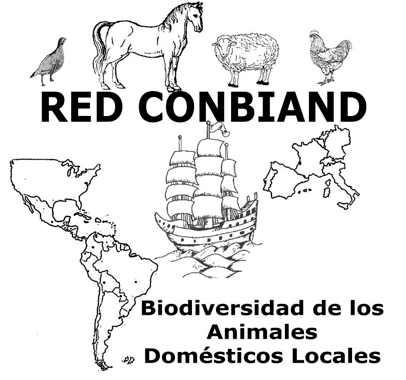 RED CONBIAND
Biodiversidad de los
Animales
Domésticos Locales